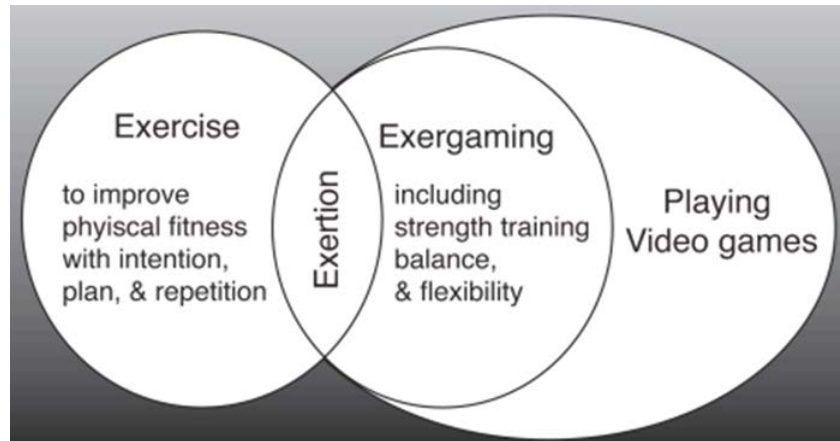 Exercise
to improve
phyiscal fitness
with intention,
plan, & repetition
Exertion
Exergaming
including
strength training
balance,
& flexibility
Playing
Video games